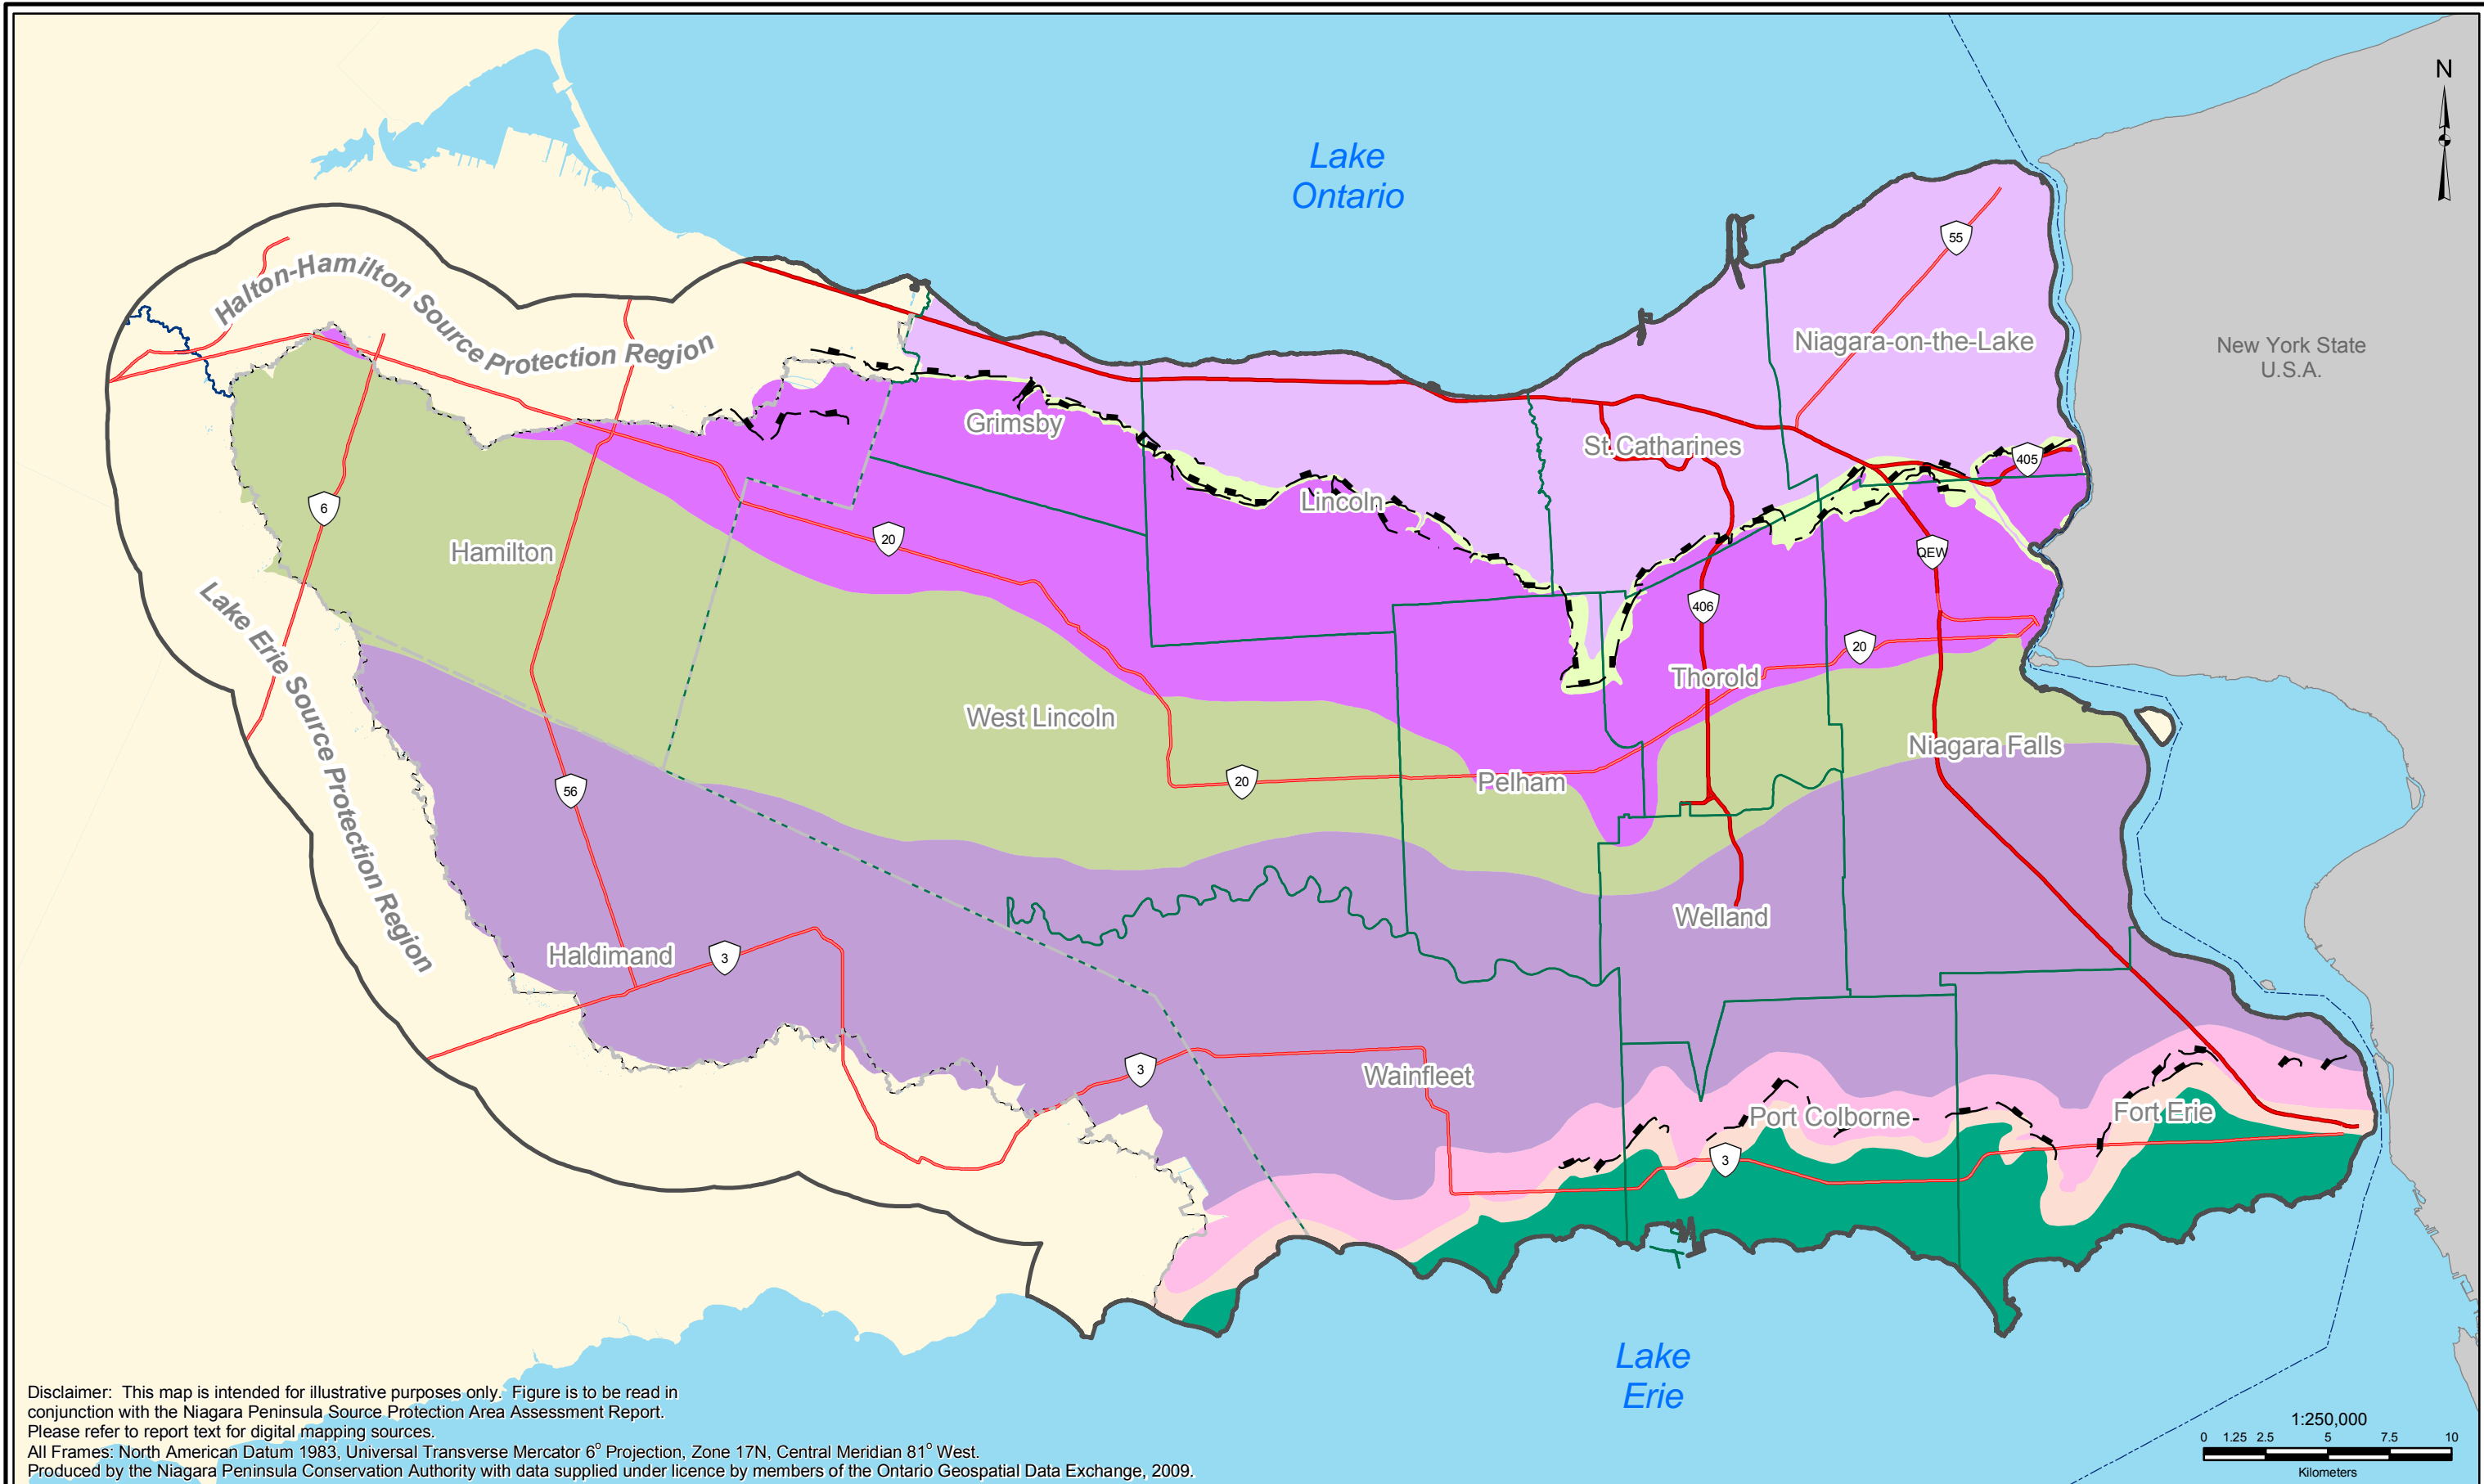 N
Lake
Ontario
55
Halton-Hamilton Source Protection Region
Niagara-on-the-Lake
New York State
U.S.A.
Grimsby
St.Catharines
405
Lincoln
6
20
Hamilton
QEW
406
Lake Erie Source Protection Region
20
Thorold
West Lincoln
Niagara Falls
20
Pelham
56
Welland
Haldimand
3
3
Wainfleet
Port Colborne
Fort Erie
3
Lake
Erie
Disclaimer: This map is intended for illustrative purposes only. Figure is to be read in
conjunction with the Niagara Peninsula Source Protection Area Assessment Report.
Please refer to report text for digital mapping sources.
All Frames: North American Datum 1983, Universal Transverse Mercator 6° Projection, Zone 17N, Central Meridian 81° West.
Produced by the Niagara Peninsula Conservation Authority with data supplied under licence by members of the Ontario Geospatial Data Exchange, 2009.
1:250,000
0 1.25 2.5 5 7.5 10
Kilometers